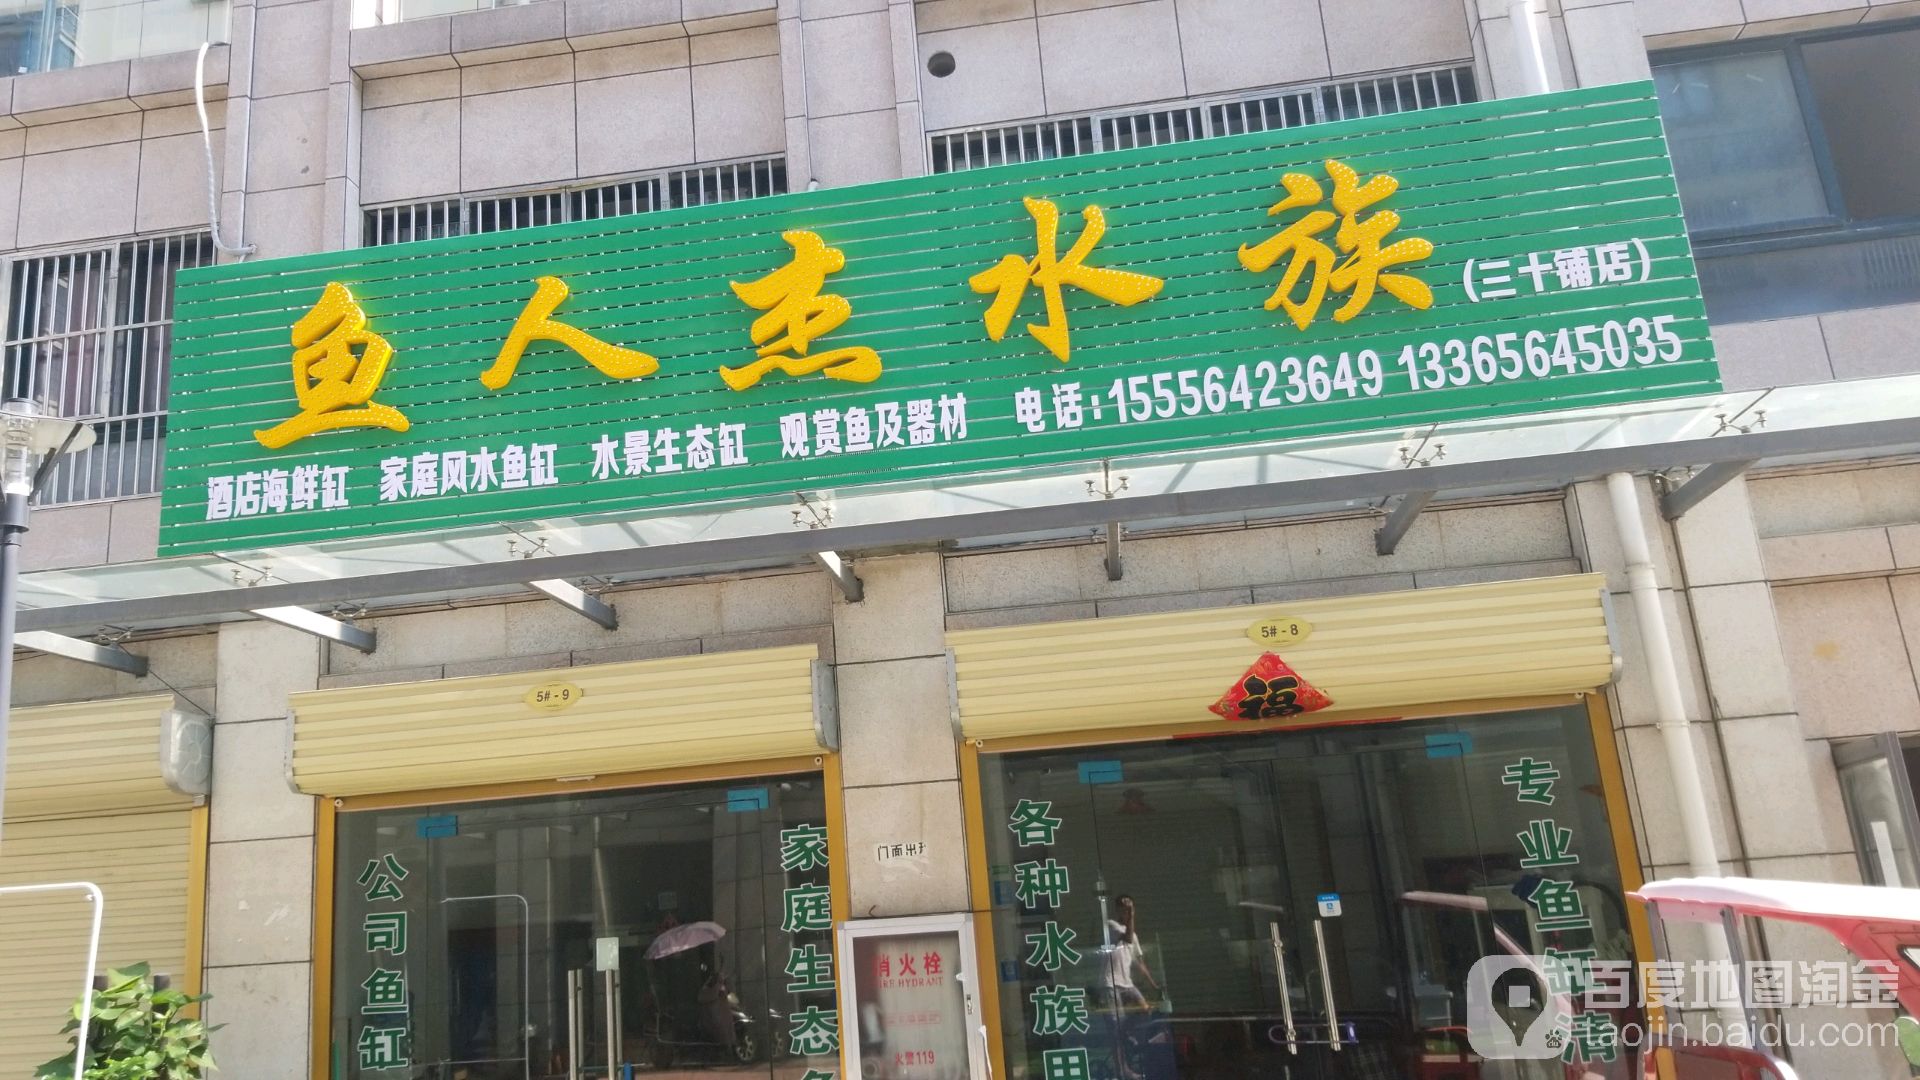 鱼人杰水族
(三十铺店)
酒店海鲜缸 家庭风水鱼缸 水景生态缸 观赏鱼及器材 电话:15556423649 13365645035
5#-9
5#-8
福
公司鱼缸
家庭生态鱼
门面出租
消火栓
FIRE HYDRANT
火警119
各种水族用
专业鱼缸清
百度地图淘金
taojin.baidu.com